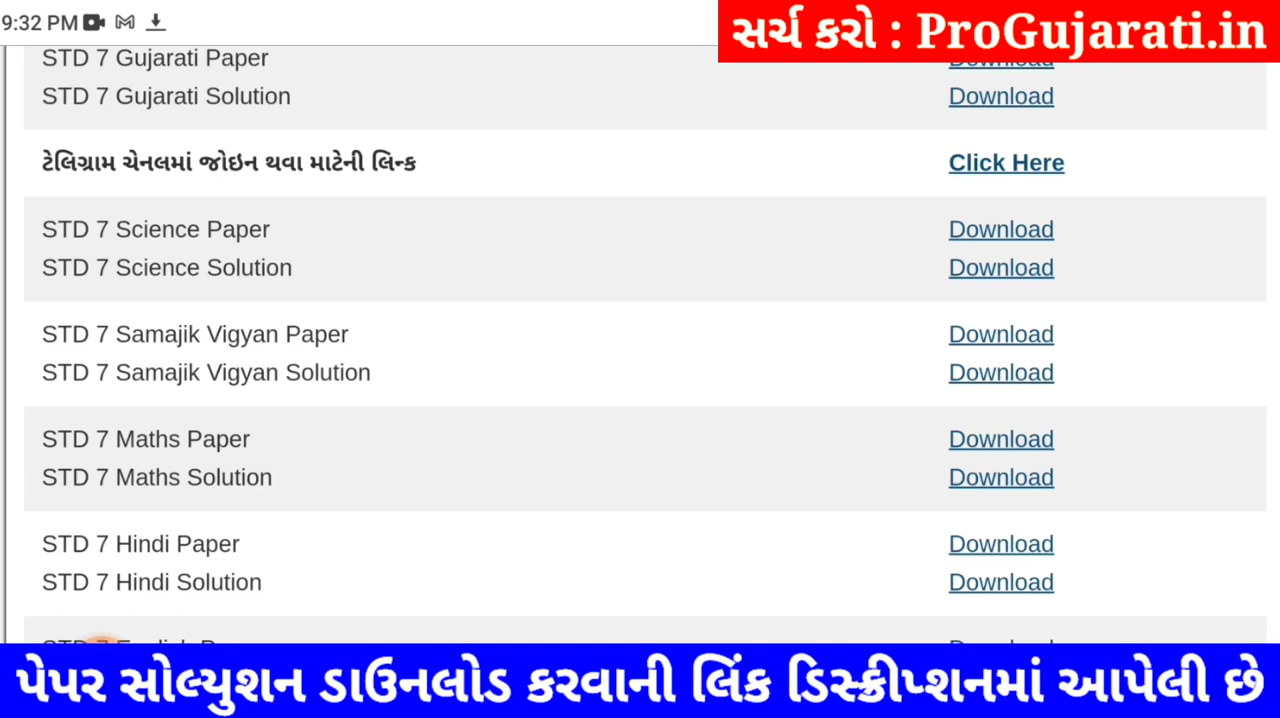 9:32 PM
સર્ચ કરો : ProGujarati.in
STD 7 Gujarati Paper Download
STD 7 Gujarati Solution Download
ટેલિગ્રામ ચેનલમાં જોઇન થવા માટેની લિન્ક Click Here
STD 7 Science Paper Download
STD 7 Science Solution Download
STD 7 Samajik Vigyan Paper Download
STD 7 Samajik Vigyan Solution Download
STD 7 Maths Paper Download
STD 7 Maths Solution Download
STD 7 Hindi Paper Download
STD 7 Hindi Solution Download
પેપર સોલ્યુશન ડાઉનલોડ કરવાની લિંક ડિસ્ક્રીપ્શનમાં આપેલી છે